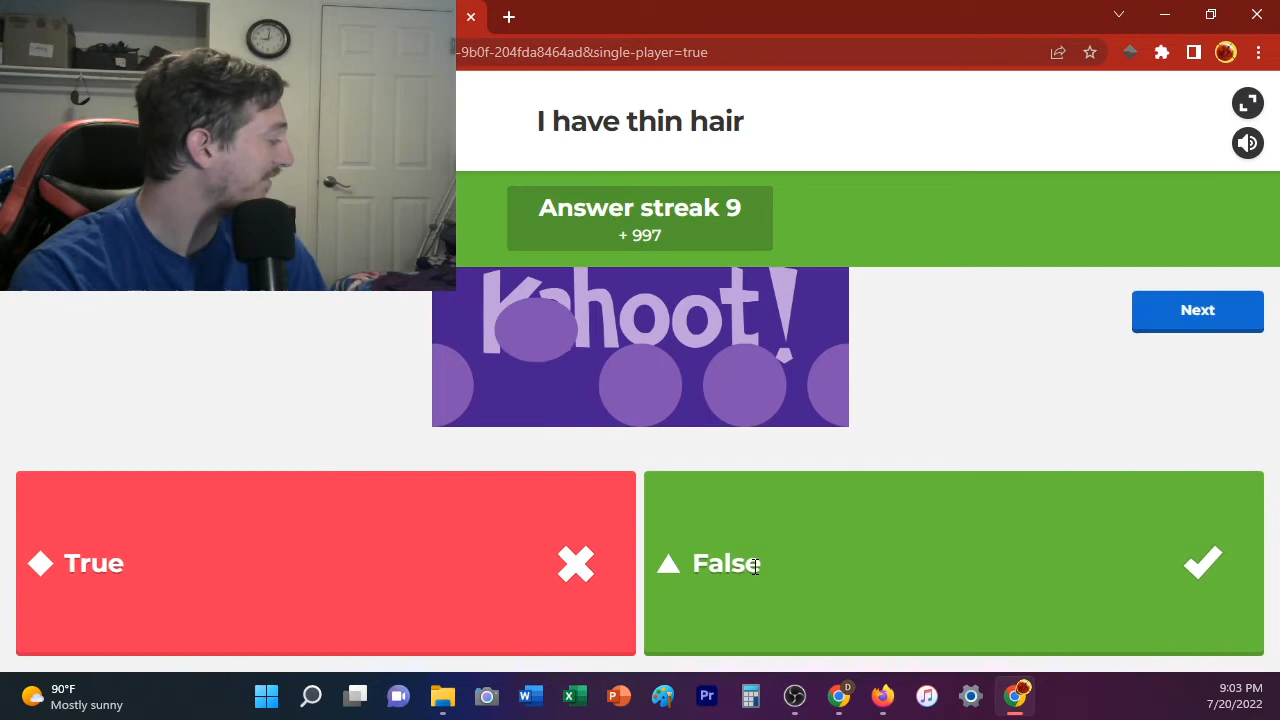 -9b0f-204fda8464ad&single-player=true
I have thin hair
Answer streak 9
+ 997
Kahoot!
Next
True
False
90°F
Mostly sunny
9:03 PM
7/20/2022